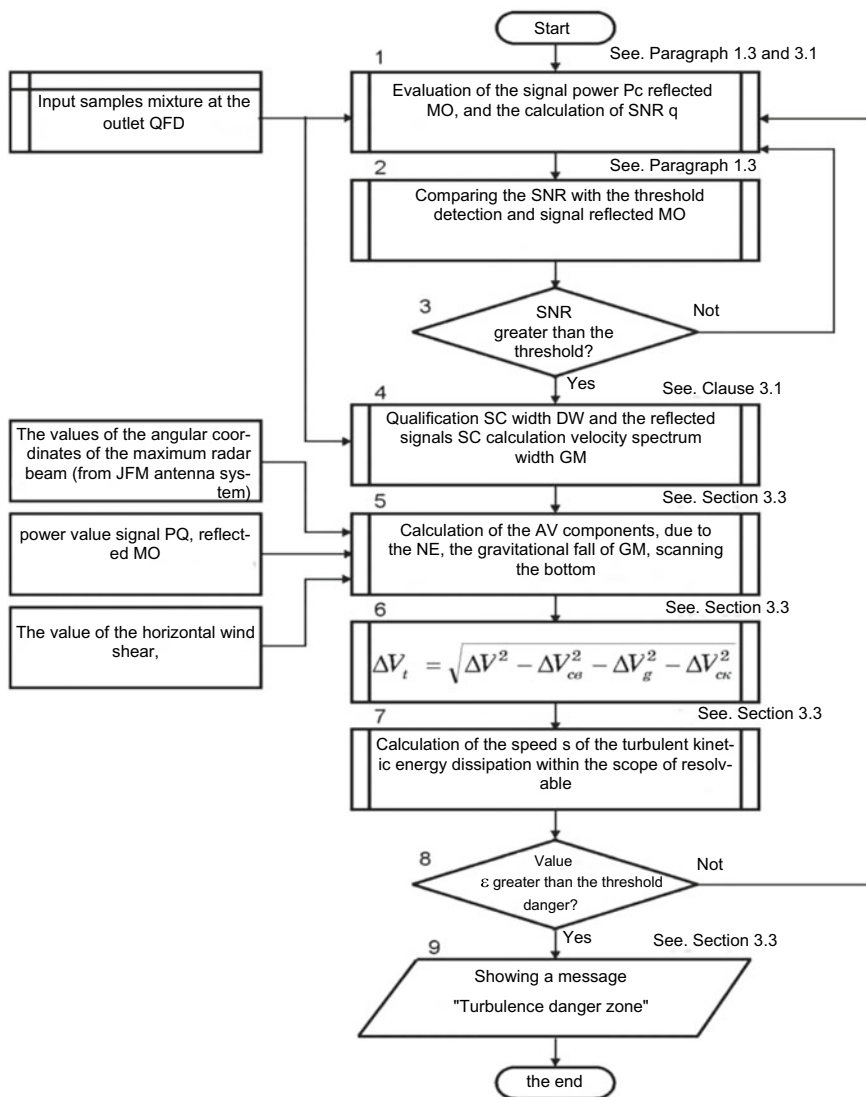 Start
See. Paragraph 1.3 and 3.1
1
Input samples mixture at the
outlet QFD
Evaluation of the signal power Pc reflected
MO, and the calculation of SNR q
See. Paragraph 1.3
2
Comparing the SNR with the threshold
detection and signal reflected MO
3
SNR
greater than the
threshold?
Not
Yes
See. Clause 3.1
4
Qualification SC width DW and the reflected
signals SC calculation velocity spectrum
width GM
The values of the angular coor-
dinates of the maximum radar
beam (from JFM antenna sys-
tem)
See. Section 3.3
5
Calculation of the AV components, due to
the NE, the gravitational fall of GM, scanning
the bottom
power value signal PQ, reflect-
ed MO
The value of the horizontal wind
shear,
See. Section 3.3
6
ΔV_t = √(ΔV² − ΔV²_св − ΔV²_g − ΔV²_ск)
See. Section 3.3
7
Calculation of the speed s of the turbulent kinet-
ic energy dissipation within the scope of resolv-
able
8
Value
ε greater than the threshold
danger?
Not
Yes
See. Section 3.3
9
Showing a message
"Turbulence danger zone"
the end